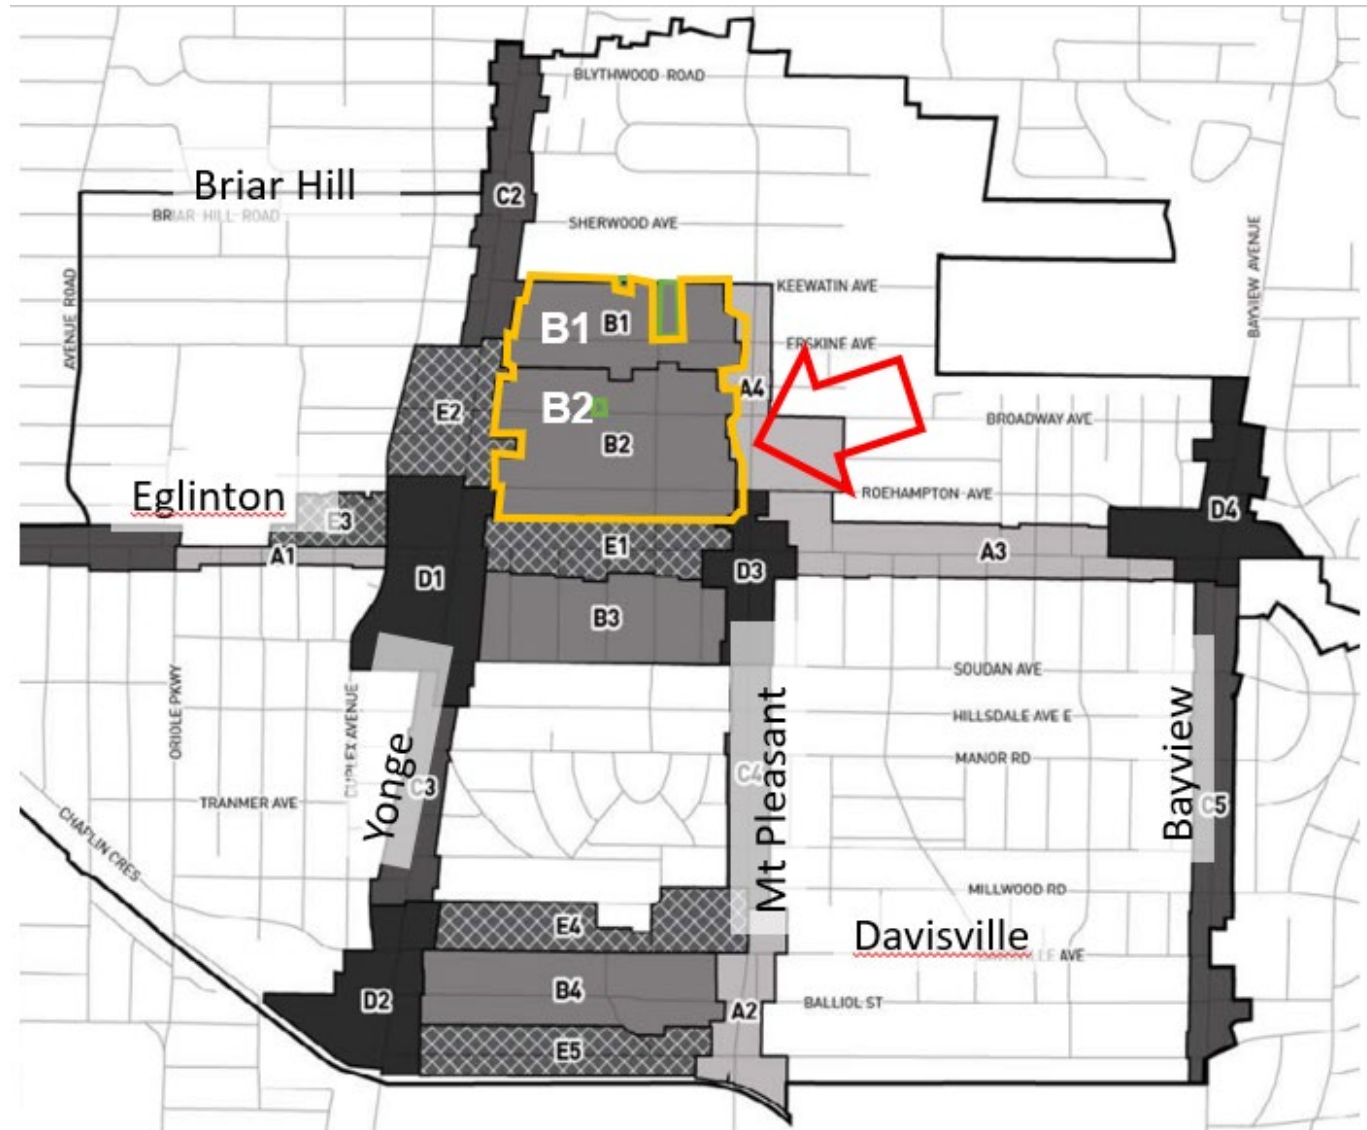 BLYTHWOOD ROAD
Briar Hill
C2
BRIAR HILL ROAD
SHERWOOD AVE
BAYVIEW AVENUE
AVENUE ROAD
KEEWATIN AVE
B1
B1
ERSKINE AVE
A4
E2
B2
B2
BROADWAY AVE
Eglinton
ROEHAMPTON AVE
D4
E3
E1
A1
A3
D1
D3
B3
SOUDAN AVE
ORIOLE PKWY
DUPLEX AVENUE
HILLSDALE AVE E
Yonge
C3
MANOR RD
C4
Mt Pleasant
Bayview
C5
TRANMER AVE
CHAPLIN CRES
MILLWOOD RD
E4
Davisville
AVE
B4
D2
A2
BALLIOL ST
E5